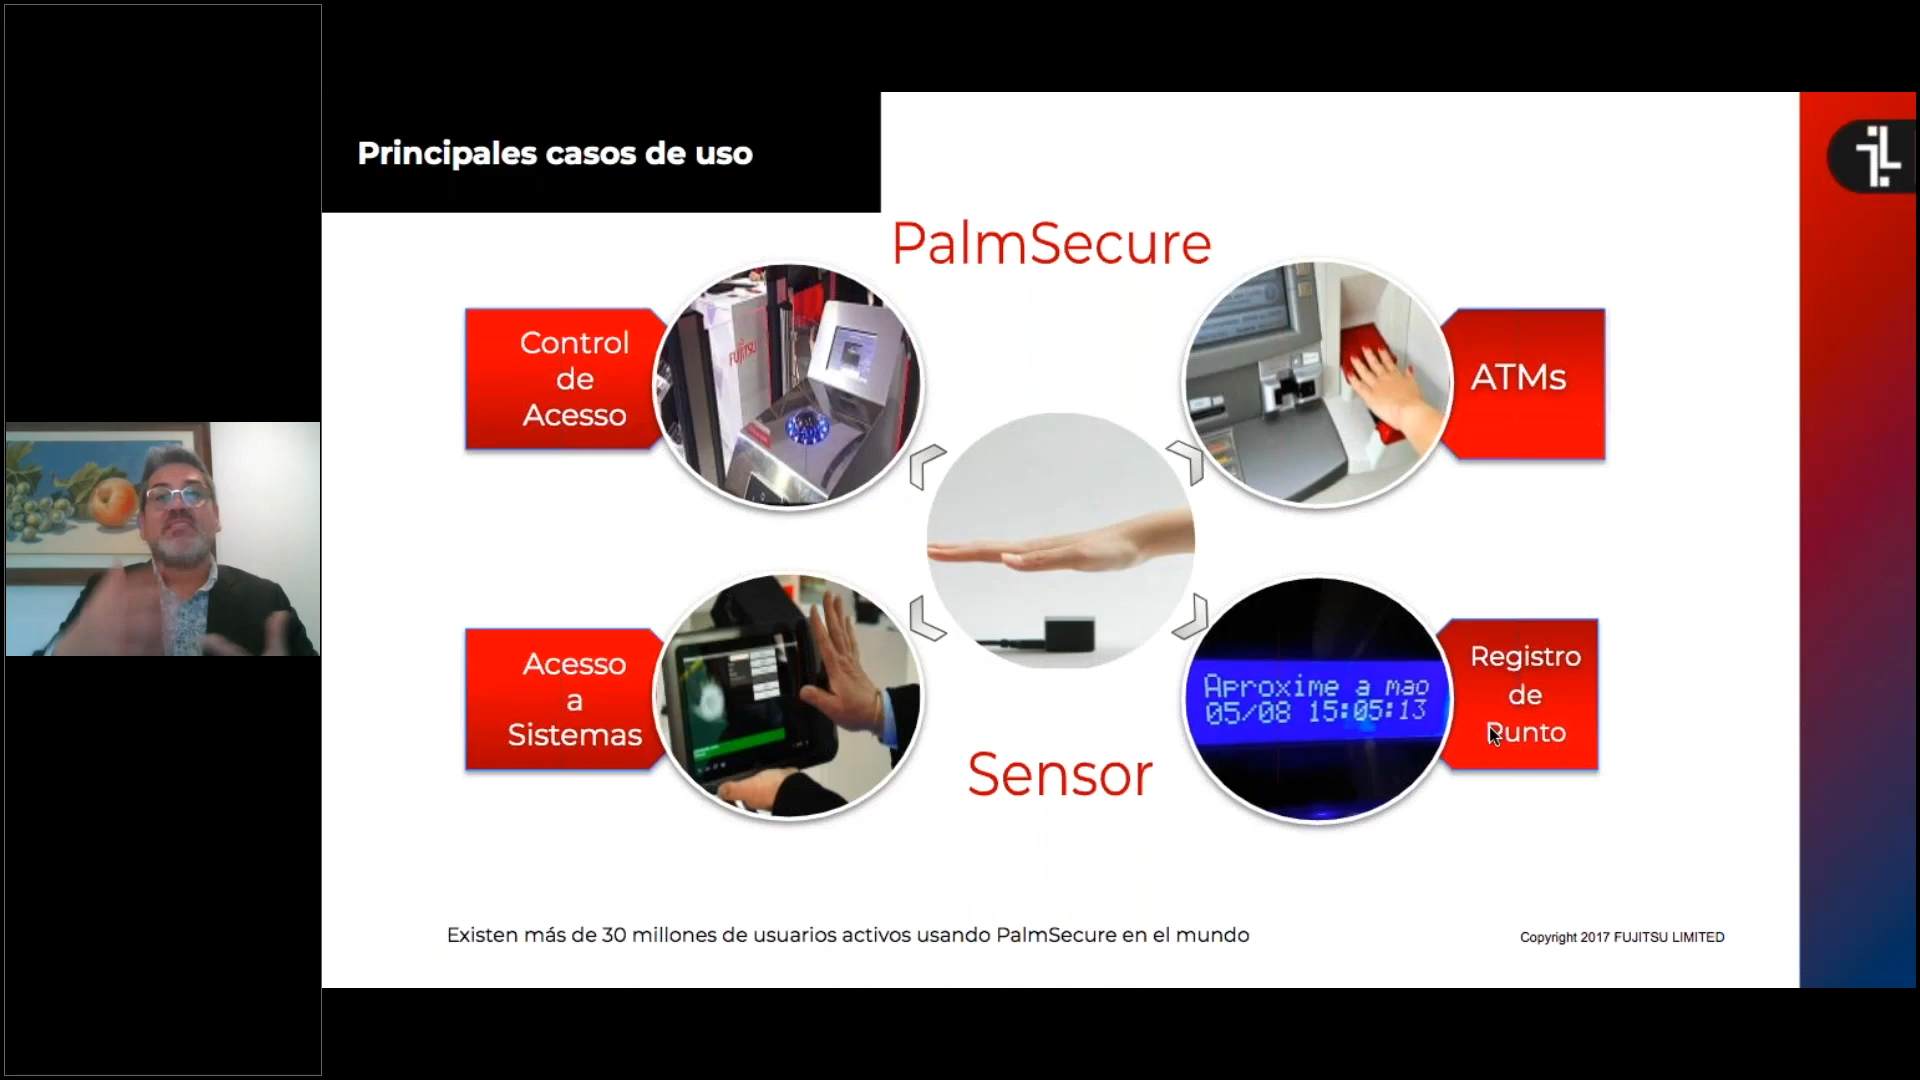 Principales casos de uso
PalmSecure
Control
de
Acesso
FUJITSU
ATMs
Acesso
a
Sistemas
Aproxime a mao
05/08 15:05:13
Registro
de
Punto
Sensor
Existen más de 30 millones de usuarios activos usando PalmSecure en el mundo
Copyright 2017 FUJITSU LIMITED